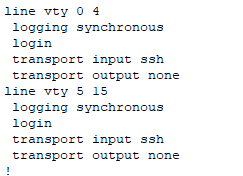 line vty 0 4
 logging synchronous
 login
 transport input ssh
 transport output none
line vty 5 15
 logging synchronous
 login
 transport input ssh
 transport output none
!